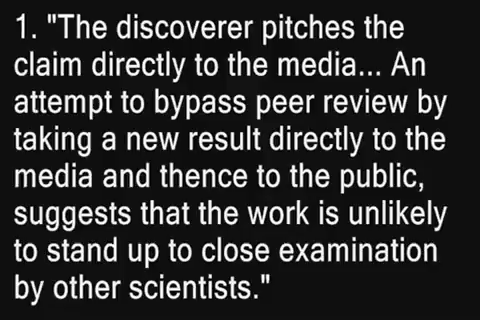 1. "The discoverer pitches the
claim directly to the media... An
attempt to bypass peer review by
taking a new result directly to the
media and thence to the public,
suggests that the work is unlikely
to stand up to close examination
by other scientists."